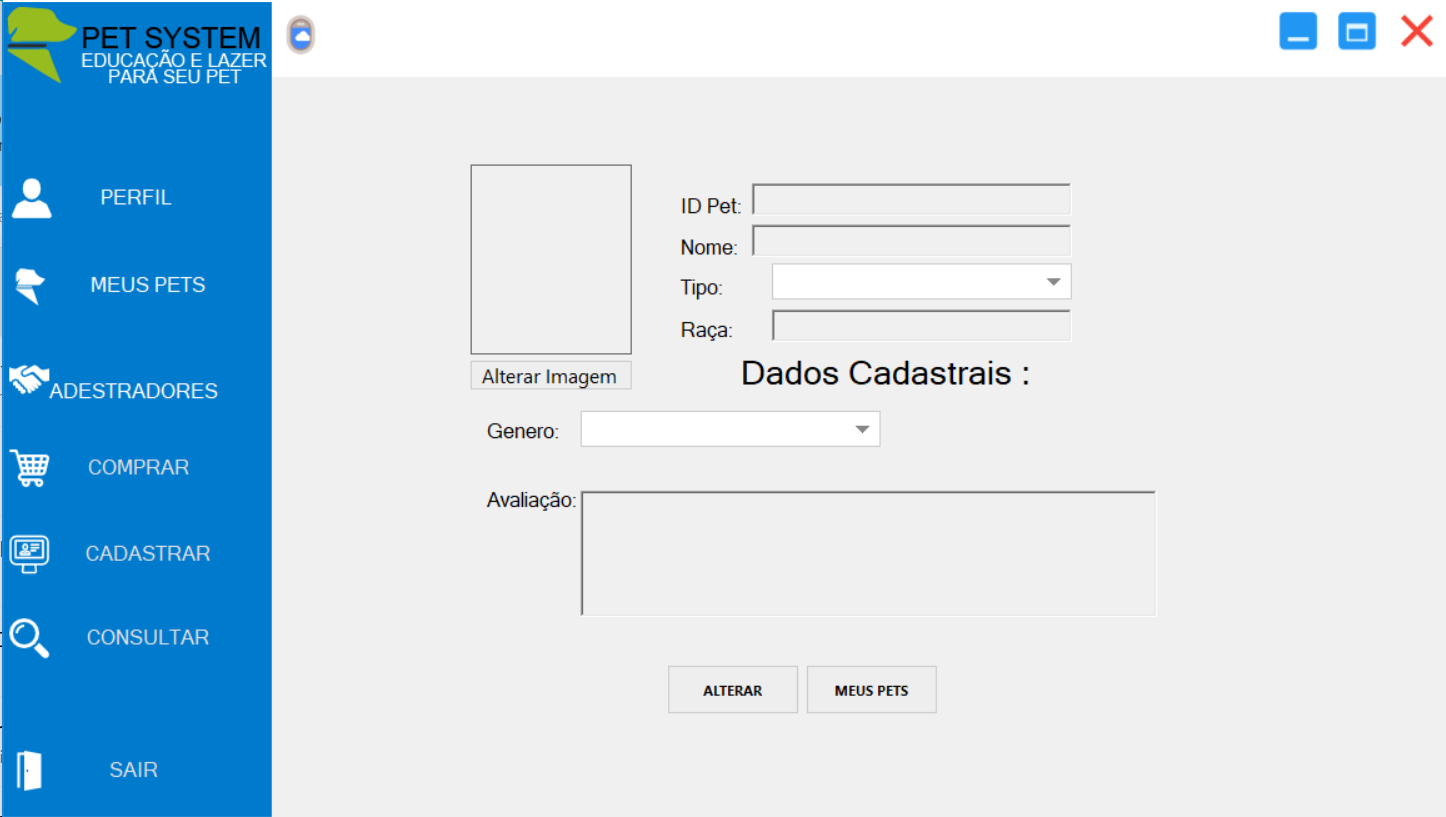 PET SYSTEM
EDUCAÇÃO E LAZER
PARA SEU PET
PERFIL
MEUS PETS
ADESTRADORES
COMPRAR
CADASTRAR
CONSULTAR
SAIR
ID Pet:
Nome:
Tipo:
Raça:
Alterar Imagem
Dados Cadastrais :
Genero:
Avaliação:
ALTERAR
MEUS PETS